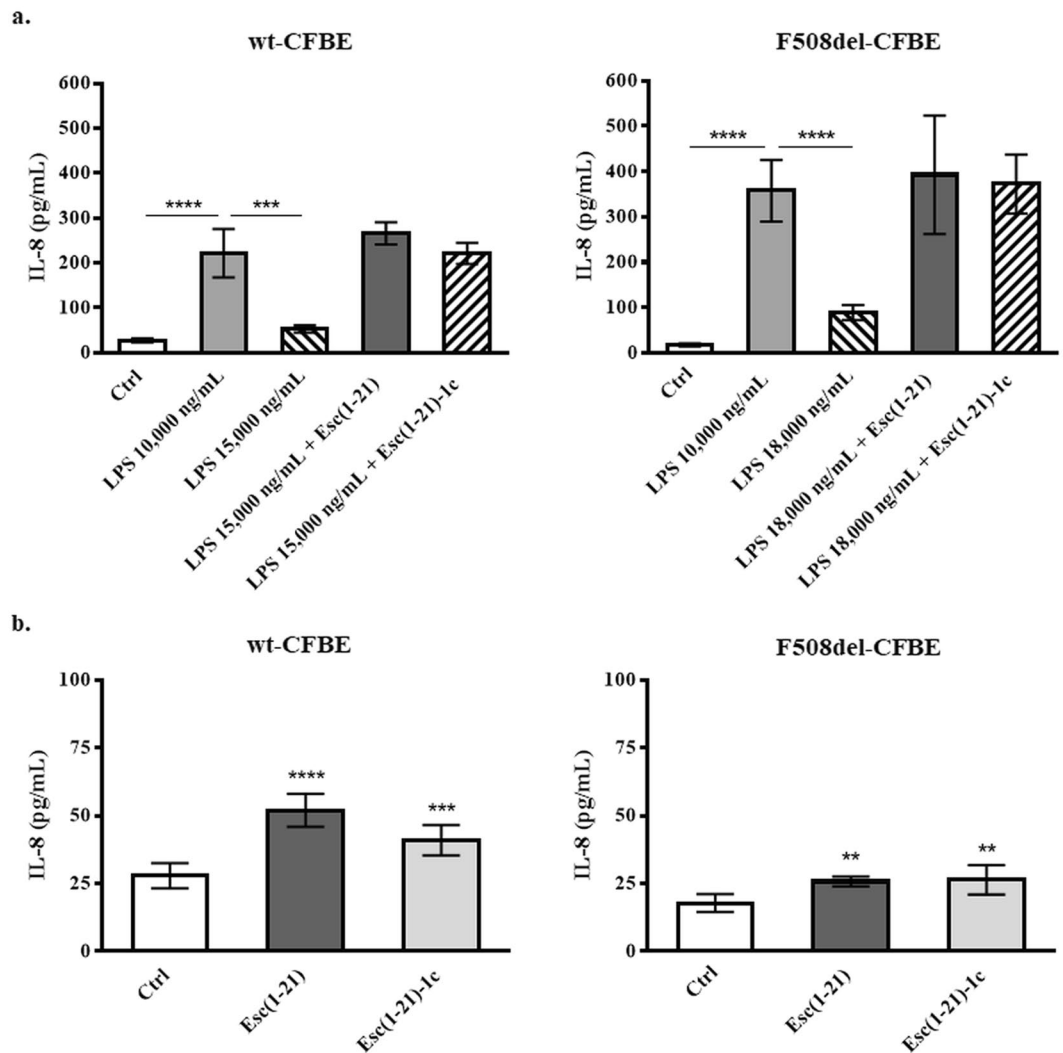 a.
wt-CFBE
IL-8 (pg/mL)
600
500
400
300
200
100
0
****
***
Ctrl
LPS 10,000 ng/mL
LPS 15,000 ng/mL
LPS 15,000 ng/mL + Esc(1-21)
LPS 15,000 ng/mL + Esc(1-21)-1c
F508del-CFBE
IL-8 (pg/mL)
600
500
400
300
200
100
0
****
****
Ctrl
LPS 10,000 ng/mL
LPS 18,000 ng/mL
LPS 18,000 ng/mL + Esc(1-21)
LPS 18,000 ng/mL + Esc(1-21)-1c
b.
wt-CFBE
IL-8 (pg/mL)
100
75
50
25
0
****
***
Ctrl
Esc(1-21)
Esc(1-21)-1c
F508del-CFBE
IL-8 (pg/mL)
100
75
50
25
0
**
**
Ctrl
Esc(1-21)
Esc(1-21)-1c